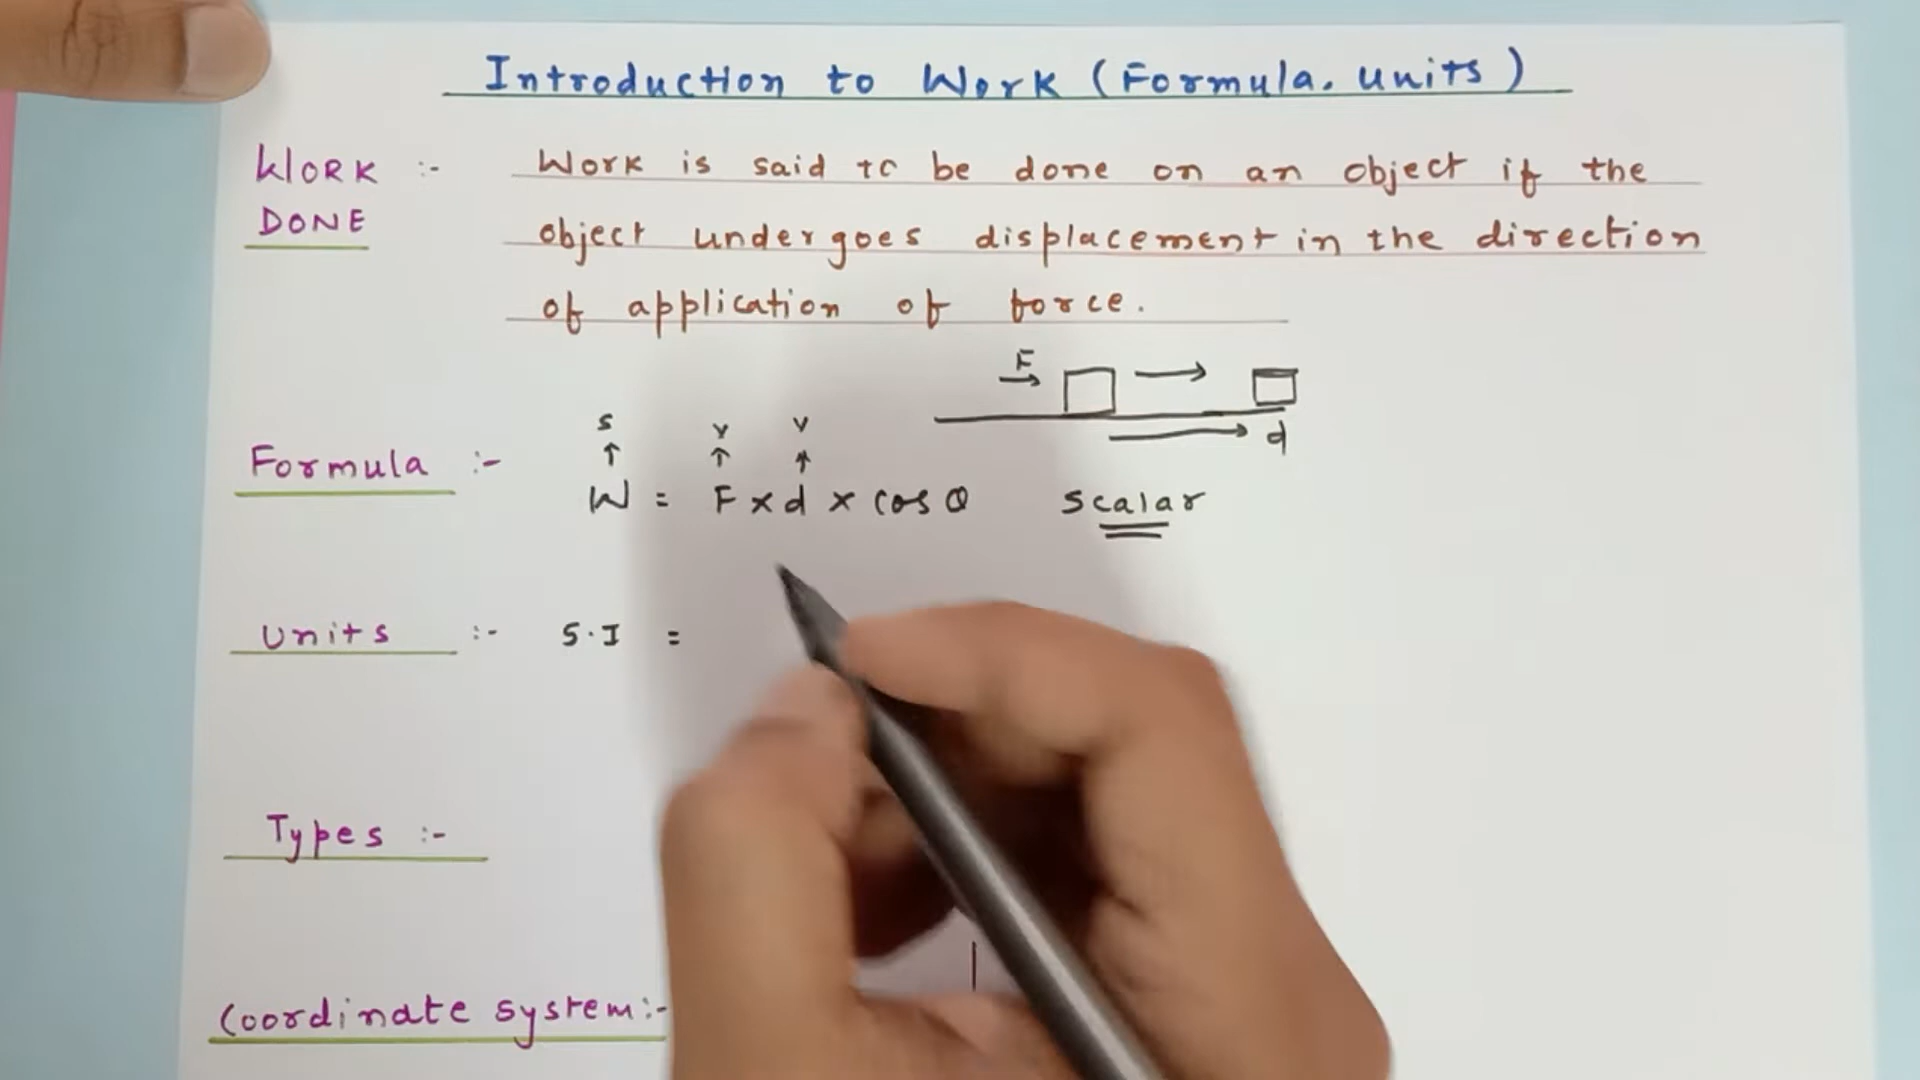 Introduction to Work (Formula, units)
WORK :- Work is said to be done on an object if the
DONE object undergoes displacement in the direction
of application of force.
F
d
S V V
↑ ↑ ↑
Formula :- W = F × d × cos θ Scalar
Units :- S.I =
Types :-
Coordinate system:-